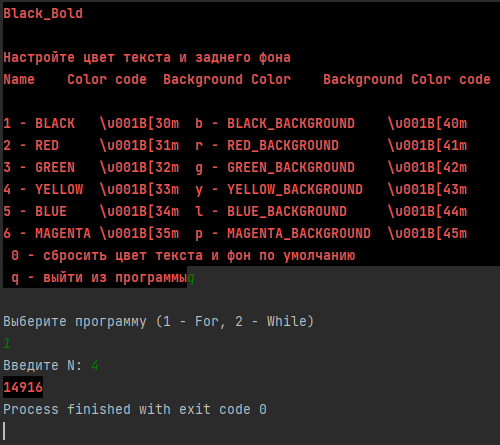 Black_Bold
Настройте цвет текста и заднего фона
Name Color code Background Color Background Color code
1 - BLACK \u001B[30m b - BLACK_BACKGROUND \u001B[40m
2 - RED \u001B[31m r - RED_BACKGROUND \u001B[41m
3 - GREEN \u001B[32m g - GREEN_BACKGROUND \u001B[42m
4 - YELLOW \u001B[33m y - YELLOW_BACKGROUND \u001B[43m
5 - BLUE \u001B[34m l - BLUE_BACKGROUND \u001B[44m
6 - MAGENTA \u001B[35m p - MAGENTA_BACKGROUND \u001B[45m
0 - сбросить цвет текста и фон по умолчанию
q - выйти из программыq
Выберите программу (1 - For, 2 - While)
1
Введите N: 4
14916
Process finished with exit code 0